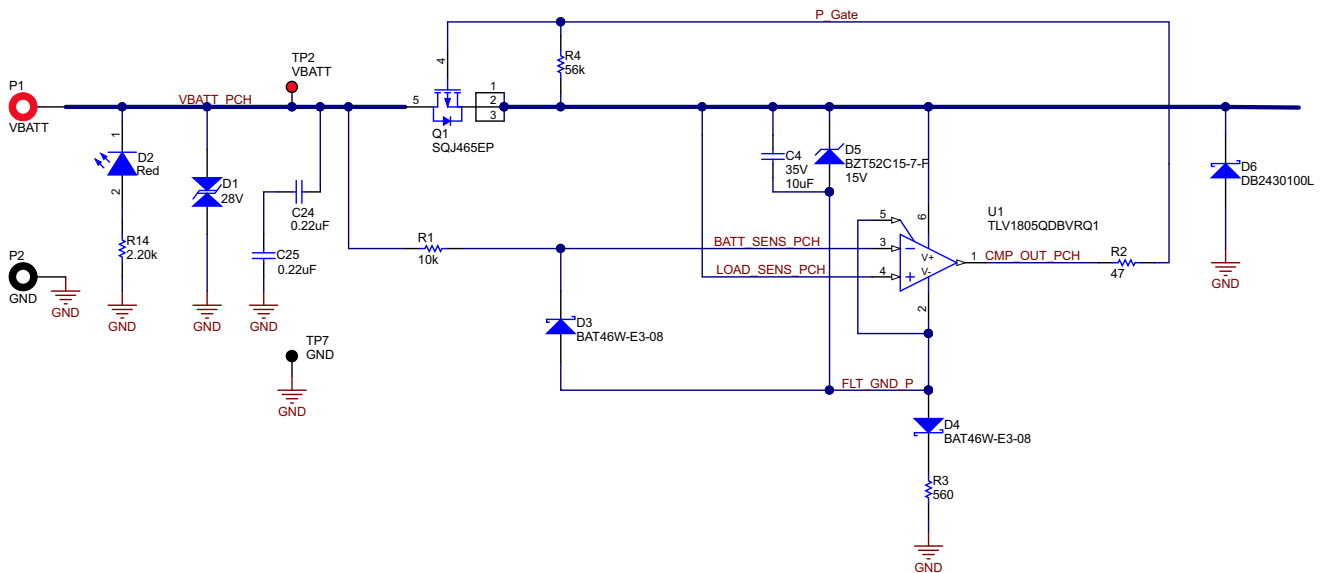 P_Gate
4
R4
56k
TP2
VBATT
P1
VBATT
VBATT_PCH
5
1
2
3
Q1
SQJ465EP
1
D2
Red
2
D1
28V
C24
0.22uF
C4
35V
10uF
D5
BZT52C15-7-F
15V
D6
DB2430100L
R14
2.20k
C25
0.22uF
R1
10k
BATT_SENS_PCH
LOAD_SENS_PCH
5
6
3
4
V+
V-
1
2
U1
TLV1805QDBVRQ1
CMP_OUT_PCH
R2
47
GND
P2
GND
GND
GND
GND
GND
D3
BAT46W-E3-08
TP7
GND
GND
FLT_GND_P
D4
BAT46W-E3-08
R3
560
GND